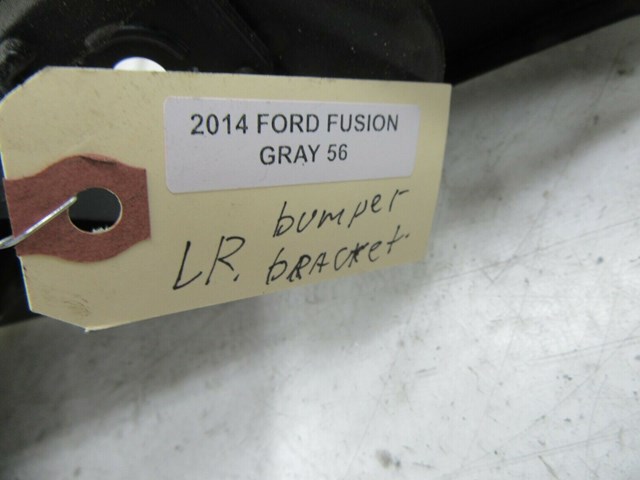 2014 FORD FUSION
GRAY 56
bumper
LR. bRACket.